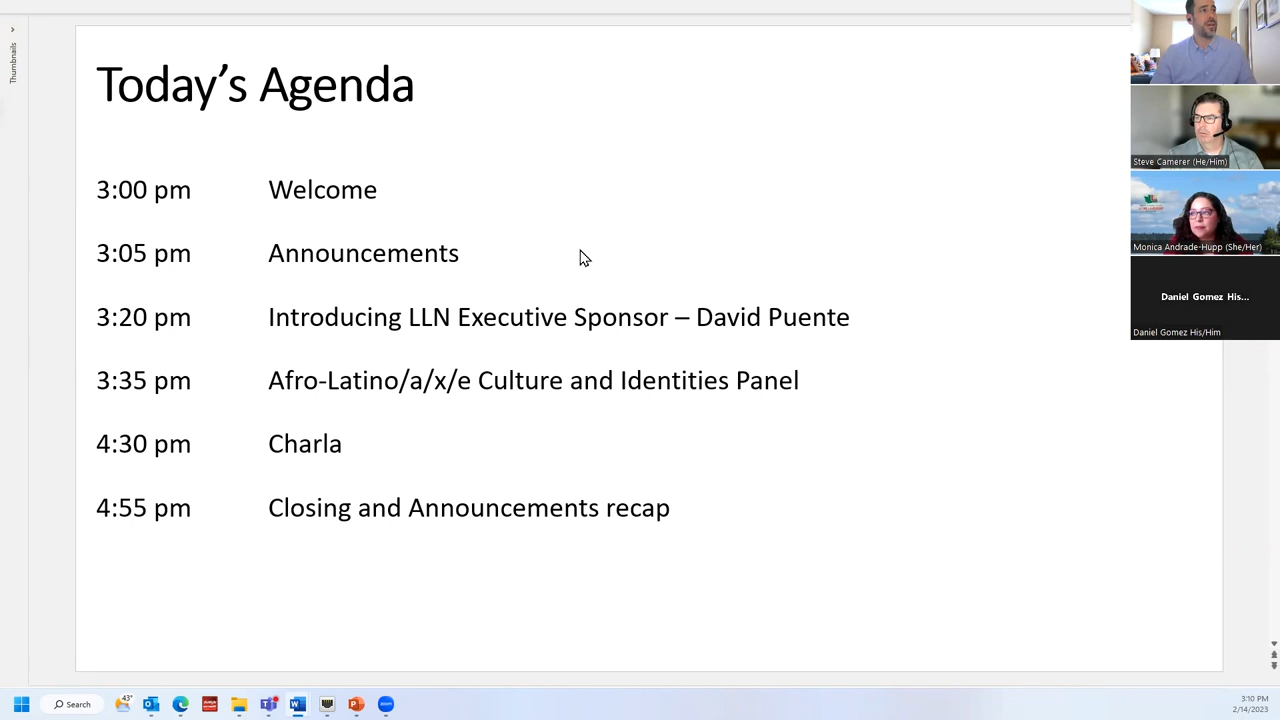 Thumbnails
Today's Agenda
3:00 pm Welcome
3:05 pm Announcements
3:20 pm Introducing LLN Executive Sponsor – David Puente
3:35 pm Afro-Latino/a/x/e Culture and Identities Panel
4:30 pm Charla
4:55 pm Closing and Announcements recap
Steve Camerer (He/Him)
Monica Andrade-Hupp (She/Her)
Daniel Gomez His...
Daniel Gomez His/Him
43°
Search
zoom
3:10 PM
2/14/2023